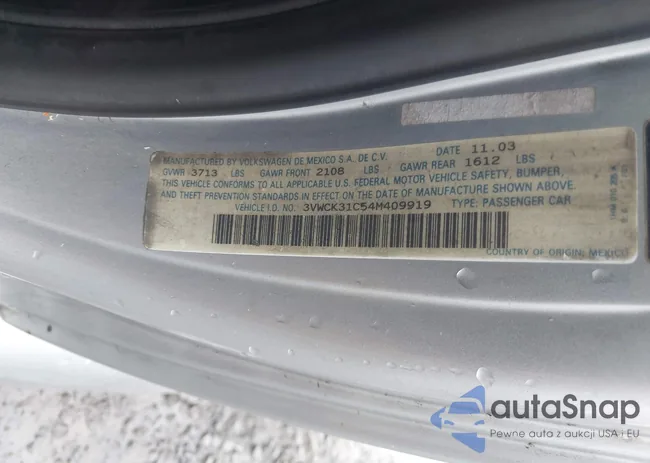 MANUFACTURED BY VOLKSWAGEN DE MEXICO S.A. DE C.V. DATE 11.03
GVWR 3713 LBS GAWR FRONT 2108 LBS GAWR REAR 1612 LBS
THIS VEHICLE CONFORMS TO ALL APPLICABLE U.S. FEDERAL MOTOR VEHICLE SAFETY, BUMPER,
AND THEFT PREVENTION STANDARDS IN EFFECT ON THE DATE OF MANUFACTURE SHOWN ABOVE.
VEHICLE I.D. NO. 3VWCK31C54M409919 TYPE: PASSENGER CAR
COUNTRY OF ORIGIN: MEXICO
autaSnap
Pewne auta z aukcji USA i EU